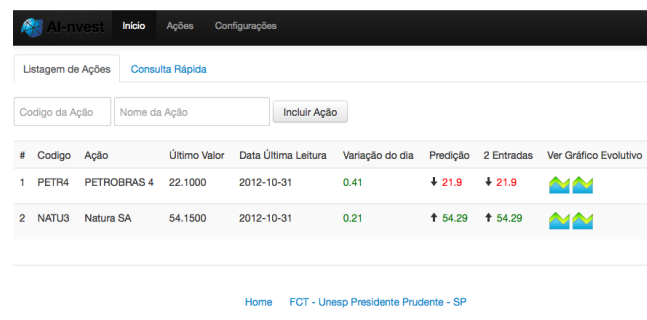 AI-nvest Início Ações Configurações
Listagem de Ações Consulta Rápida
Codigo da Ação Nome da Ação Incluir Ação
# Codigo Ação Último Valor Data Última Leitura Variação do dia Predição 2 Entradas Ver Gráfico Evolutivo
1 PETR4 PETROBRAS 4 22.1000 2012-10-31 0.41 21.9 21.9
2 NATU3 Natura SA 54.1500 2012-10-31 0.21 54.29 54.29
Home FCT - Unesp Presidente Prudente - SP